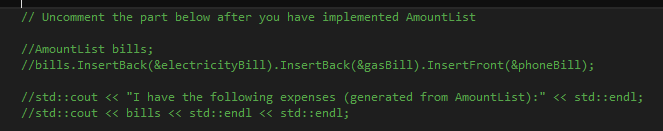 // Uncomment the part below after you have implemented AmountList
//AmountList bills;
//bills.InsertBack(&electricityBill).InsertBack(&gasBill).InsertFront(&phoneBill);
//std::cout << "I have the following expenses (generated from AmountList):" << std::endl;
//std::cout << bills << std::endl << std::endl;